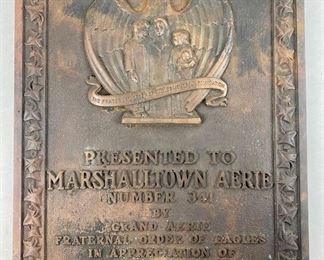 PRESENTED TO
MARSHALLTOWN AERIE
NUMBER 341
BY
GRAND AERIE
FRATERNAL ORDER OF EAGLES
IN APPRECIATION OF